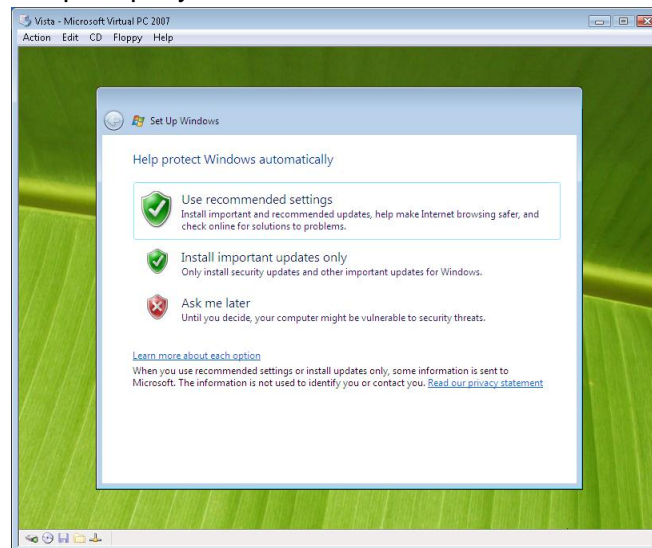 Vista - Microsoft Virtual PC 2007
Action Edit CD Floppy Help
Set Up Windows
Help protect Windows automatically
Use recommended settings
Install important and recommended updates, help make Internet browsing safer, and
check online for solutions to problems.
Install important updates only
Only install security updates and other important updates for Windows.
Ask me later
Until you decide, your computer might be vulnerable to security threats.
Learn more about each option
When you use recommended settings or install updates only, some information is sent to
Microsoft. The information is not used to identify you or contact you. Read our privacy statement